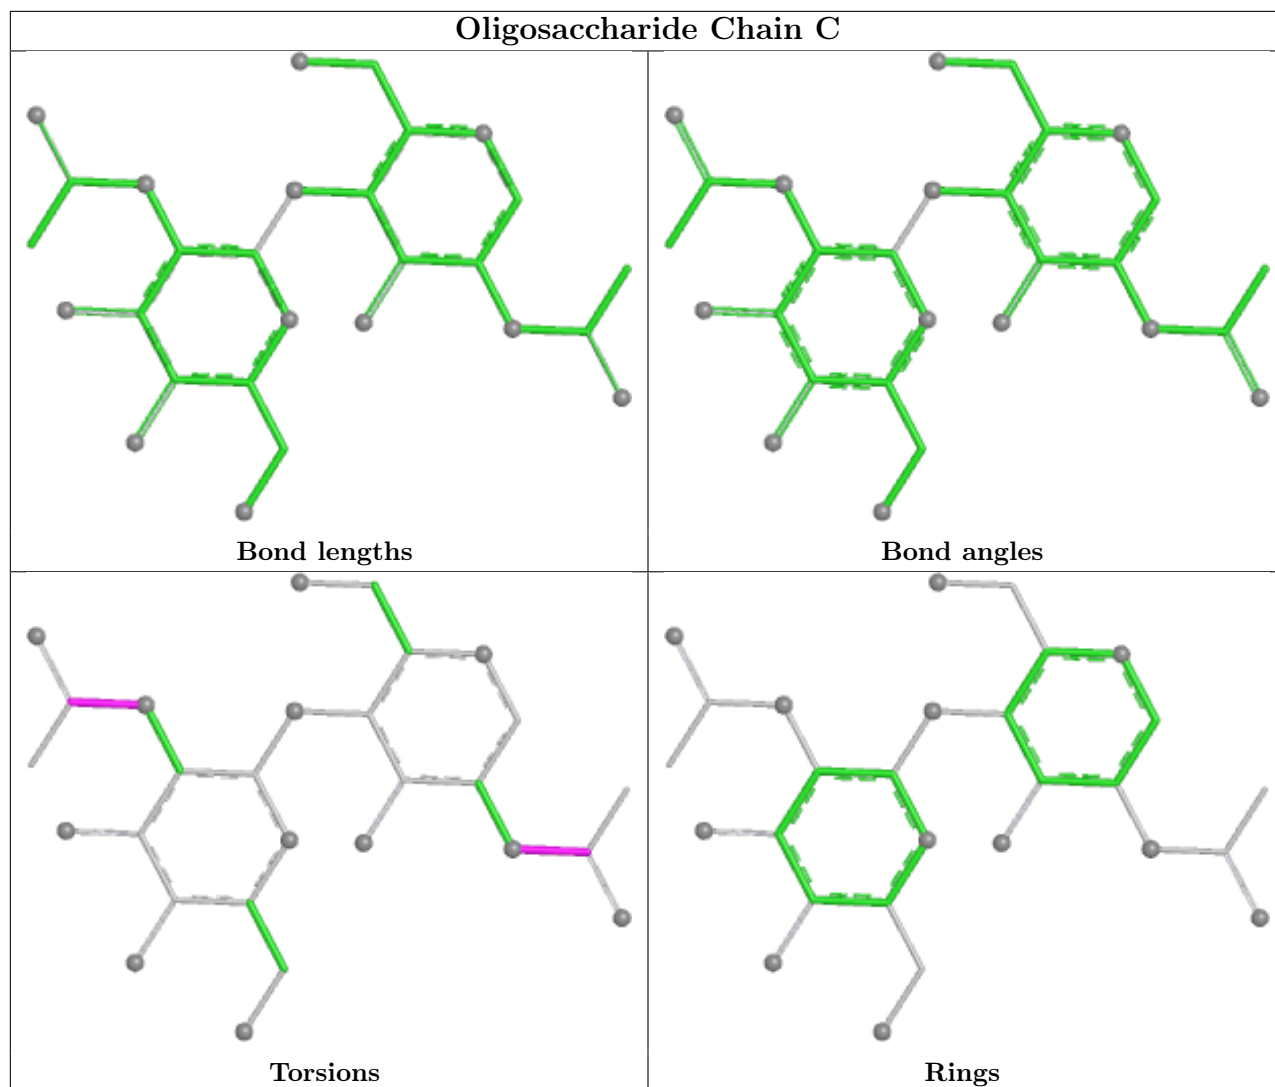 Oligosaccharide Chain C
Bond lengths
Bond angles
Torsions
Rings